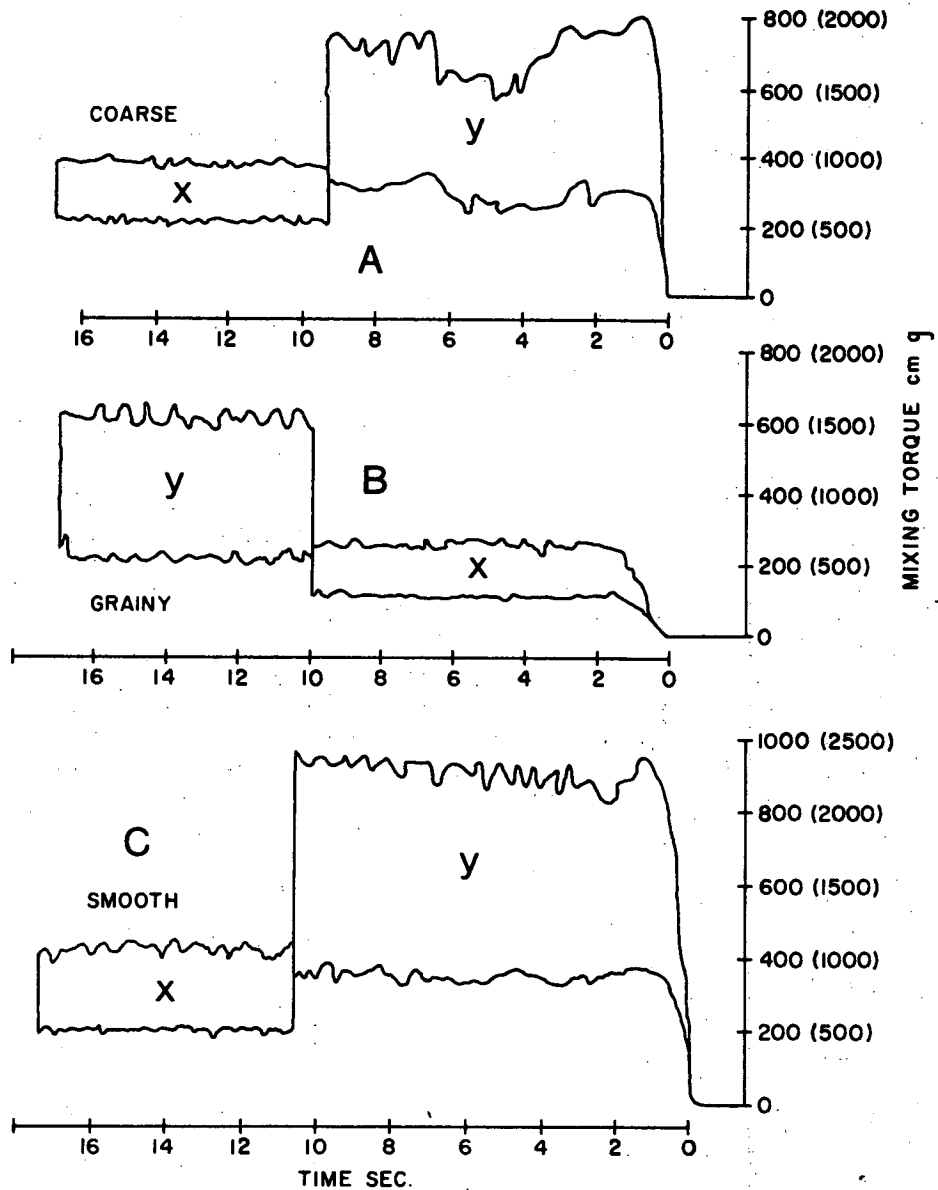 800 (2000)
600 (1500)
COARSE
y
400 (1000)
x
200 (500)
A
0
16 14 12 10 8 6 4 2 0
800 (2000)
600 (1500)
y
B
400 (1000)
x
200 (500)
GRAINY
0
16 14 12 10 8 6 4 2 0
MIXING TORQUE cm g
1000 (2500)
C
800 (2000)
y
SMOOTH
600 (1500)
400 (1000)
x
200 (500)
0
16 14 12 10 8 6 4 2 0
TIME SEC.